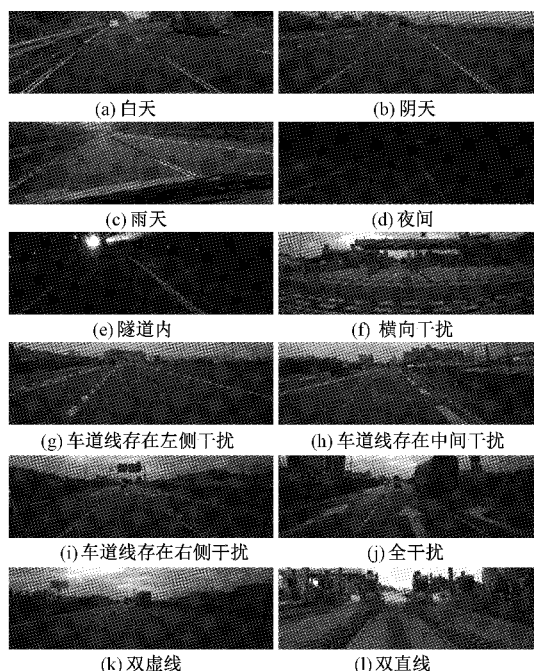 (a) 白天 (b) 阴天
(c) 雨天 (d) 夜间
(e) 隧道内 (f) 横向干扰
(g) 车道线存在左侧干扰 (h) 车道线存在中间干扰
(i) 车道线存在右侧干扰 (j) 全干扰
(k) 双虚线 (l) 双直线